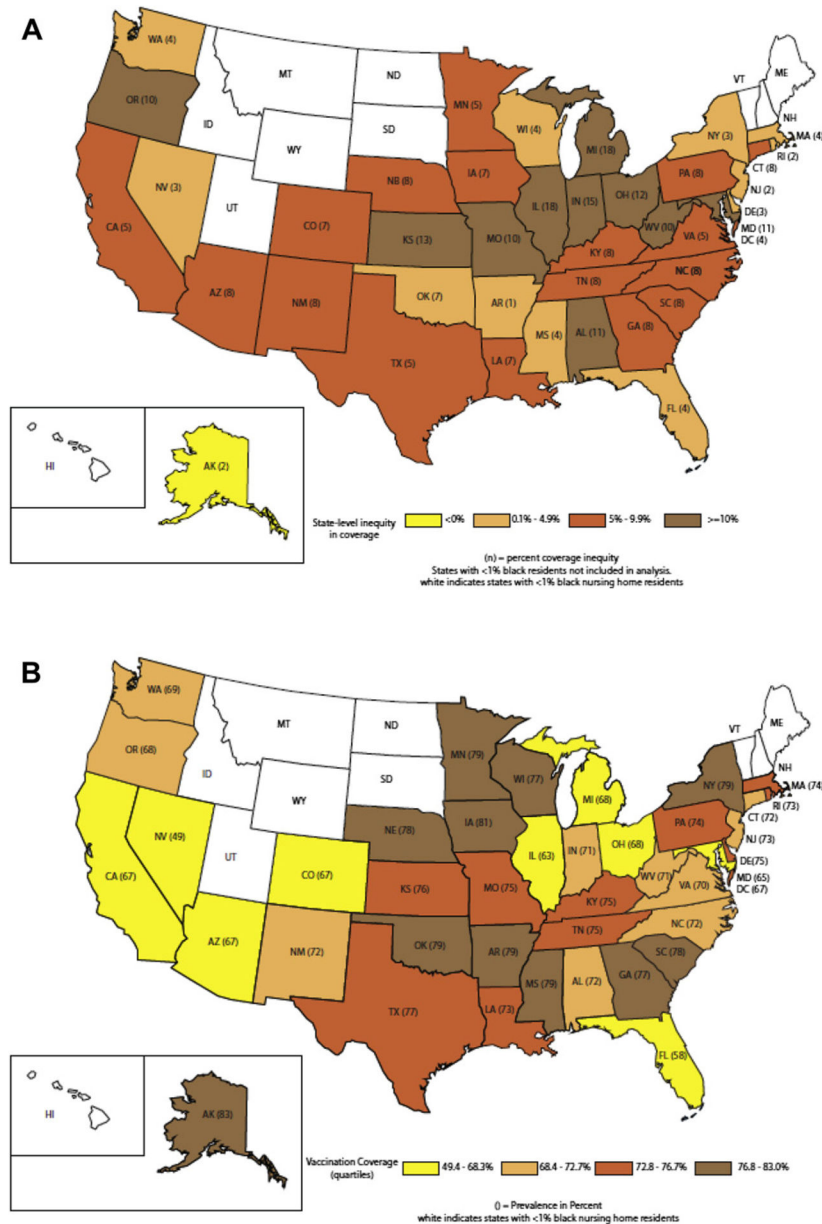 A
WA (4)
MT
ND
VT
ME
OR (10)
ID
SD
MN (5)
WI (4)
MI (18)
NY (3)
NH
MA (4)
RI (2)
WY
NB (8)
IA (7)
PA (8)
CT (8)
NJ (2)
NV (3)
UT
CO (7)
KS (13)
MO (10)
IL (18)
IN (15)
OH (12)
WV (10)
VA (5)
DE(3)
MD (11)
DC (4)
CA (5)
KY (8)
AZ (8)
NM (8)
OK (7)
AR (1)
TN (8)
NC (8)
SC (8)
TX (5)
LA (7)
MS (4)
AL (11)
GA (8)
FL (4)
HI
AK (2)
State-level inequity
in coverage
<0%
0.1% - 4.9%
5% - 9.9%
>=10%
(n) = percent coverage inequity
States with <1% black residents not included in analysis.
white indicates states with <1% black nursing home residents
B
WA (69)
MT
ND
VT
ME
OR (68)
ID
SD
MN (79)
WI (77)
MI (68)
NY (79)
NH
MA (74)
RI (73)
WY
NE (78)
IA (81)
PA (74)
CT (72)
NJ (73)
NV (49)
UT
CO (67)
KS (76)
MO (75)
IL (63)
IN (71)
OH (68)
WV (71)
VA (70)
DE(75)
MD (65)
DC (67)
CA (67)
KY (75)
AZ (67)
NM (72)
OK (79)
AR (79)
TN (75)
NC (72)
SC (78)
TX (77)
LA (73)
MS (79)
AL (72)
GA (77)
FL (58)
HI
AK (83)
Vaccination Coverage
(quartiles)
49.4 - 68.3%
68.4 - 72.7%
72.8 - 76.7%
76.8 - 83.0%
() = Prevalence in Percent
white indicates states with <1% black nursing home residents